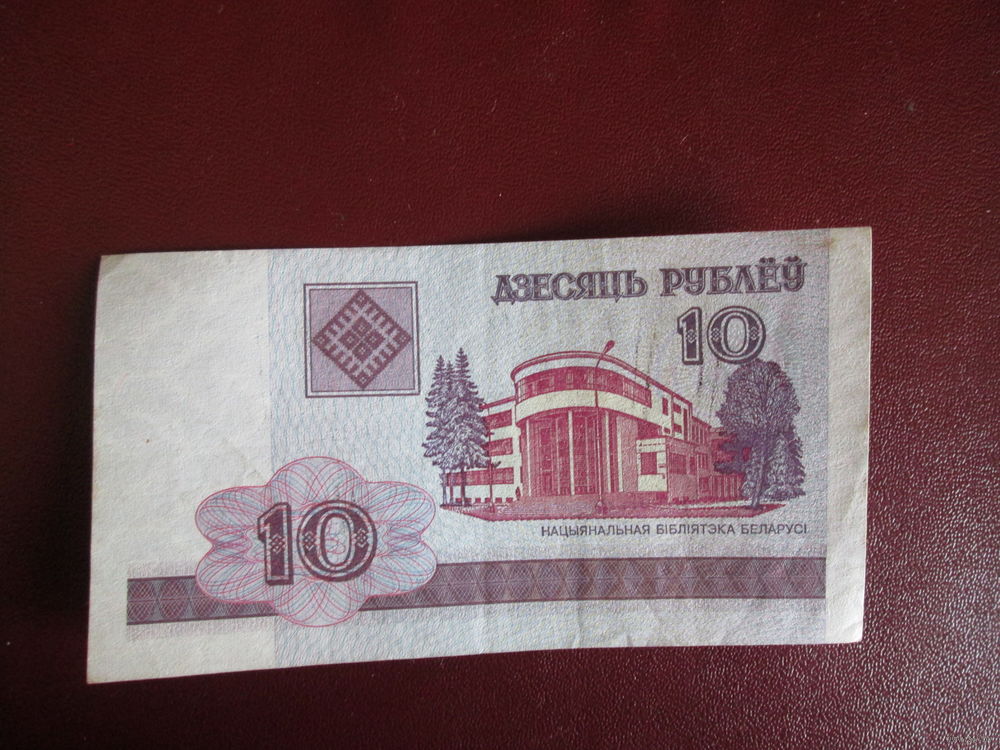 ДЗЕСЯЦЬ РУБЛЁЎ
10
НАЦЫЯНАЛЬНАЯ БІБЛІЯТЭКА БЕЛАРУСІ
10